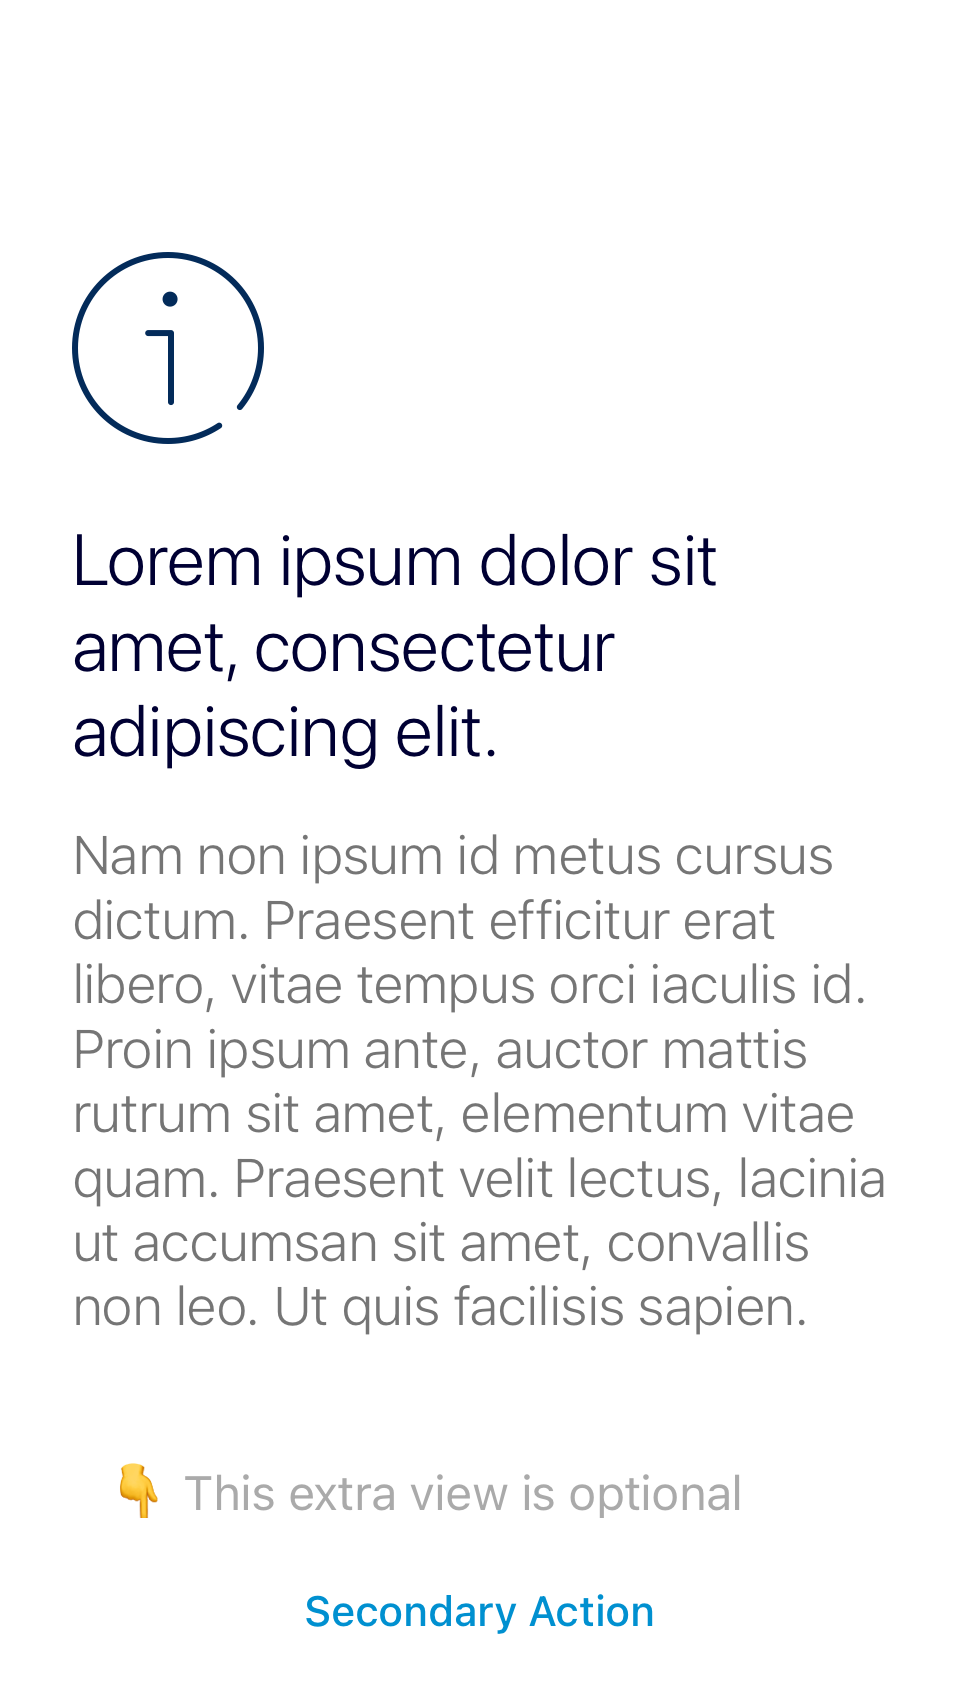 Lorem ipsum dolor sit
amet, consectetur
adipiscing elit.
Nam non ipsum id metus cursus
dictum. Praesent efficitur erat
libero, vitae tempus orci iaculis id.
Proin ipsum ante, auctor mattis
rutrum sit amet, elementum vitae
quam. Praesent velit lectus, lacinia
ut accumsan sit amet, convallis
non leo. Ut quis facilisis sapien.
👇 This extra view is optional
Secondary Action